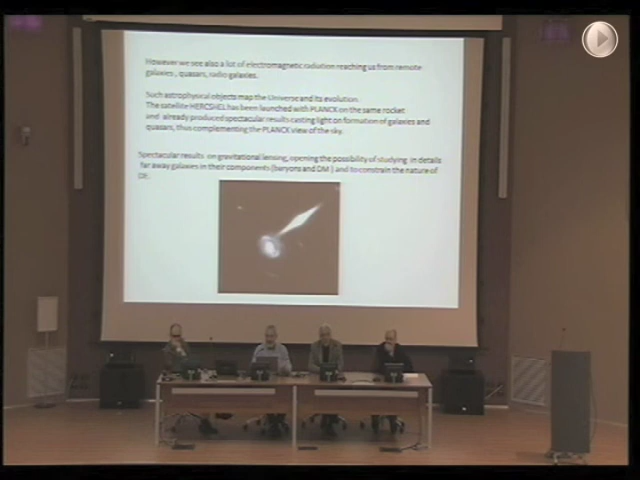 However we see also a lot of electromagnetic radiation reaching us from remote
galaxies , quasars, radio galaxies.
Such astrophysical objects map the Universe and its evolution.
The satellite HERCSHEL has been launched with PLANCK on the same rocket
and already produced spectacular results casting light on formation of galaxies and
quasars, thus complementing the PLANCK view of the sky.
Spectacular results on gravitational lensing, opening the possibility of studying in details
far away galaxies in their components (baryons and DM ) and to constrain the nature of
DE.